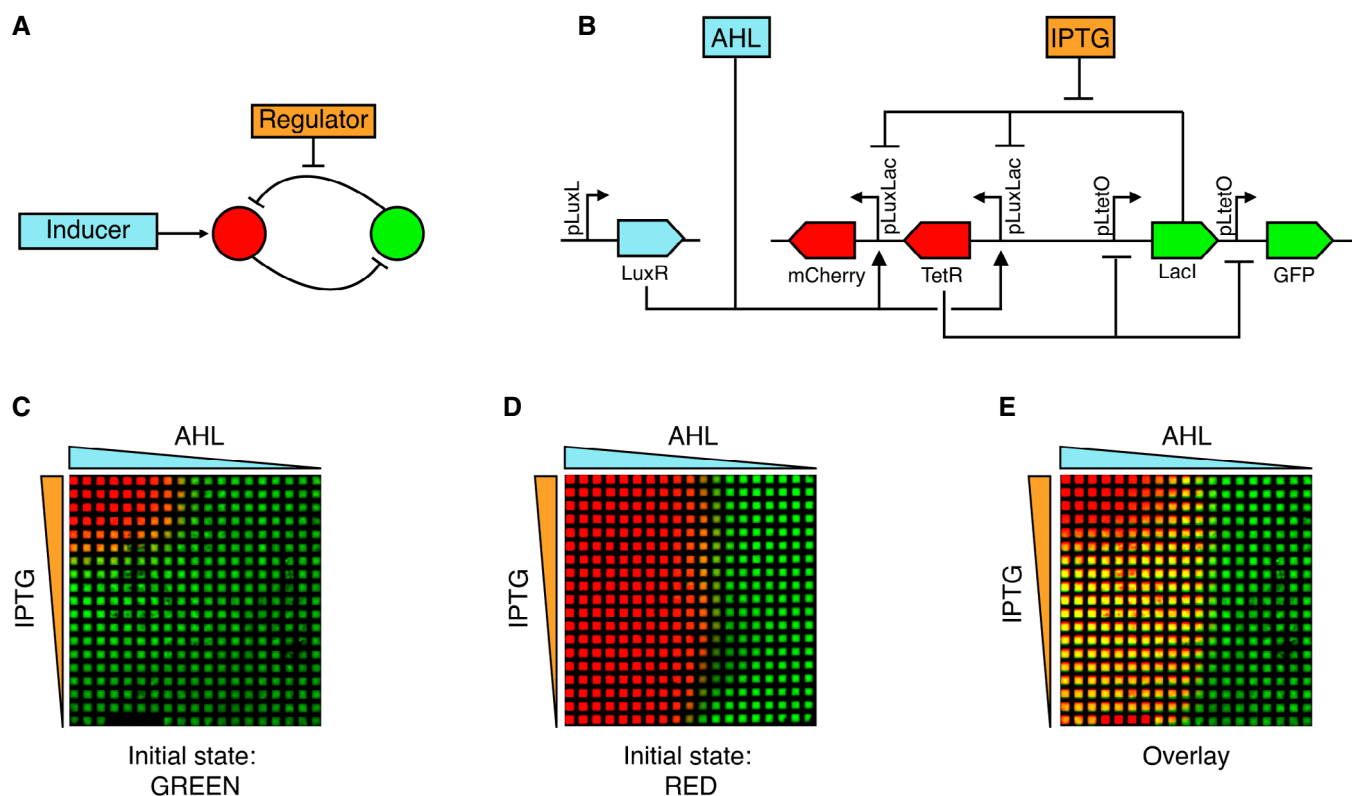 A
Regulator
Inducer
B
AHL
IPTG
pLuxL
pLuxLac
pLuxLac
pLtetO
pLtetO
LuxR
mCherry
TetR
LacI
GFP
C
AHL
IPTG
Initial state:
GREEN
D
AHL
IPTG
Initial state:
RED
E
AHL
IPTG
Overlay